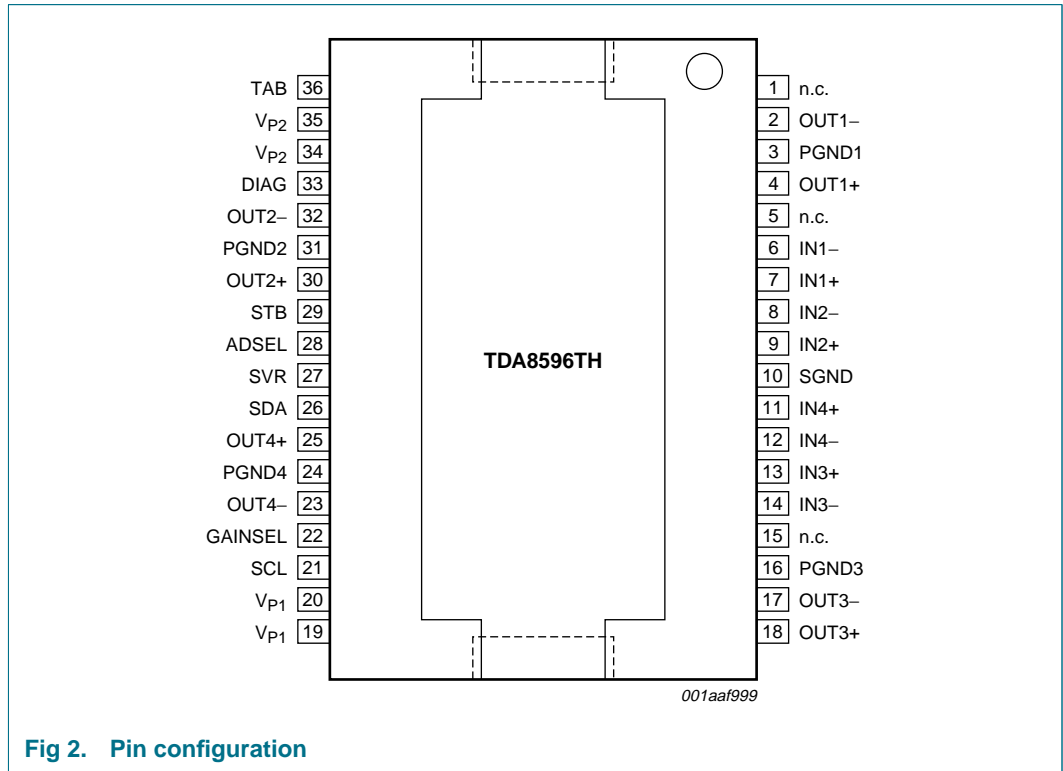 TAB 36 1 n.c.
VP2 35 2 OUT1−
VP2 34 3 PGND1
DIAG 33 4 OUT1+
OUT2− 32 5 n.c.
PGND2 31 6 IN1−
OUT2+ 30 7 IN1+
STB 29 8 IN2−
ADSEL 28 9 IN2+
TDA8596TH
SVR 27 10 SGND
SDA 26 11 IN4+
OUT4+ 25 12 IN4−
PGND4 24 13 IN3+
OUT4− 23 14 IN3−
GAINSEL 22 15 n.c.
SCL 21 16 PGND3
VP1 20 17 OUT3−
VP1 19 18 OUT3+
001aaf999
Fig 2. Pin configuration